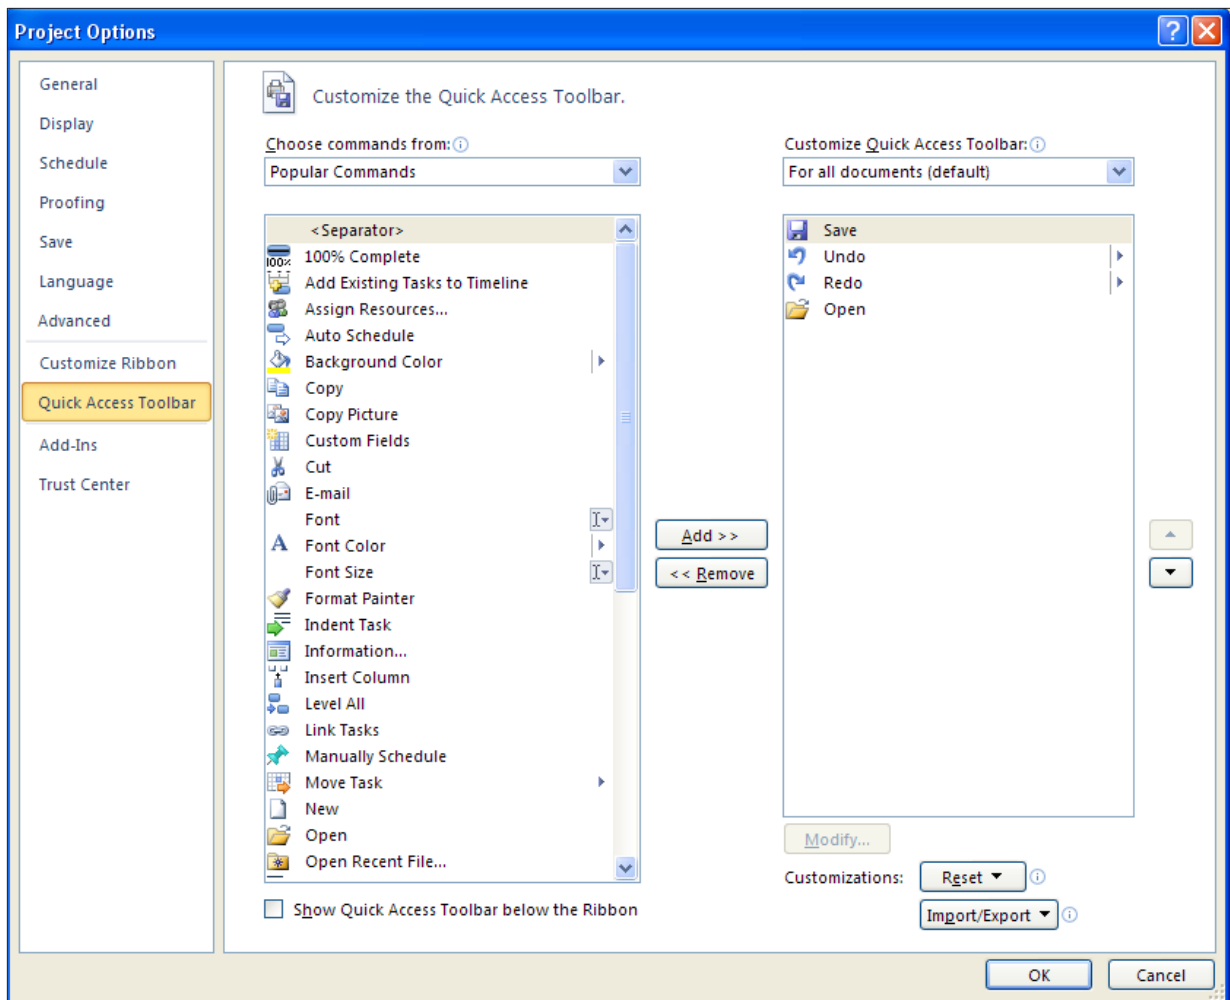 Project Options
General
Display
Schedule
Proofing
Save
Language
Advanced
Customize Ribbon
Quick Access Toolbar
Add-Ins
Trust Center
Customize the Quick Access Toolbar.
Choose commands from:
Popular Commands
<Separator>
100% Complete
Add Existing Tasks to Timeline
Assign Resources...
Auto Schedule
Background Color
Copy
Copy Picture
Custom Fields
Cut
E-mail
Font
Font Color
Font Size
Format Painter
Indent Task
Information...
Insert Column
Level All
Link Tasks
Manually Schedule
Move Task
New
Open
Open Recent File...
Show Quick Access Toolbar below the Ribbon
Add >>
<< Remove
Customize Quick Access Toolbar:
For all documents (default)
Save
Undo
Redo
Open
Modify...
Customizations:
Reset
Import/Export
OK
Cancel